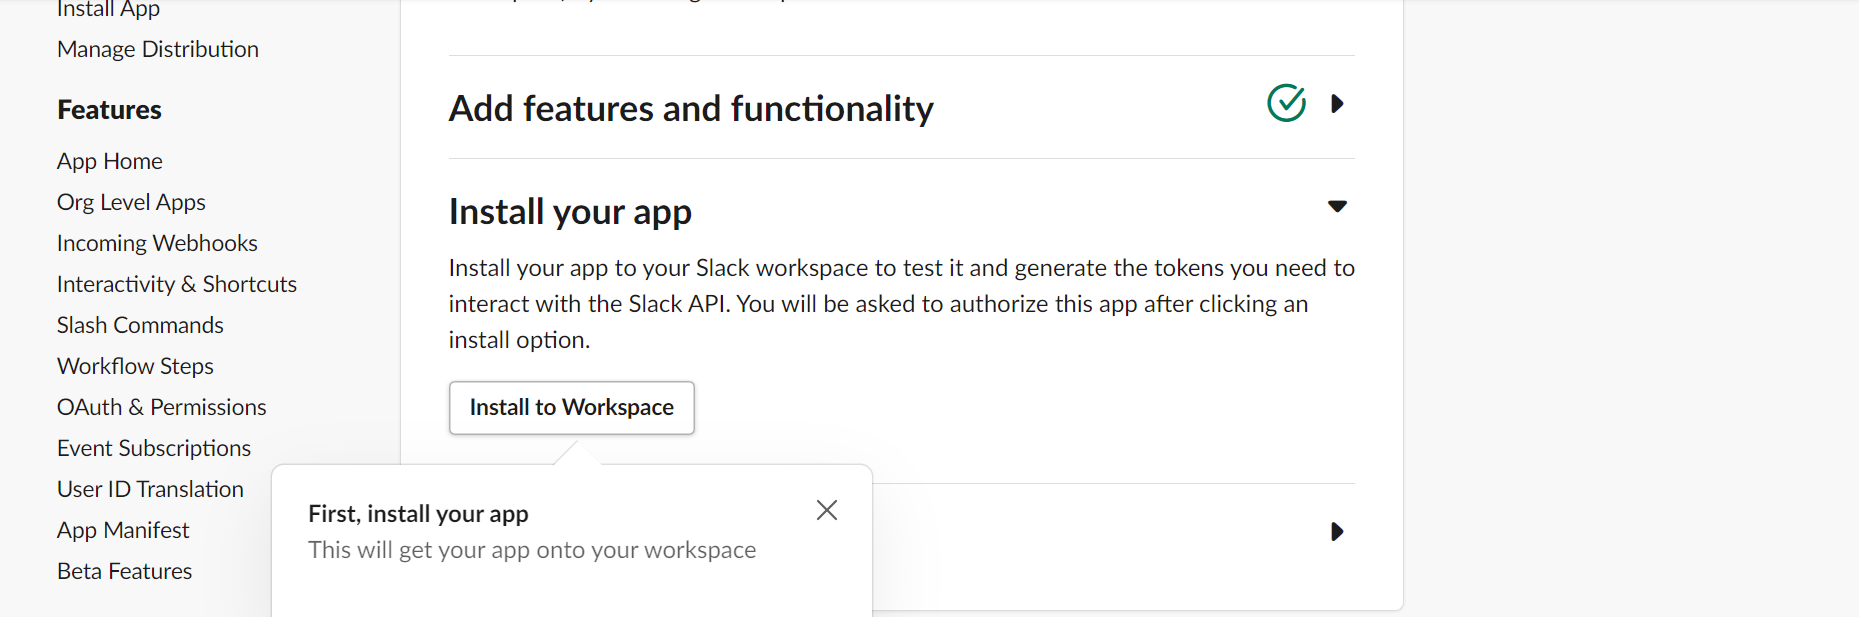 Install App
Manage Distribution
Features
App Home
Org Level Apps
Incoming Webhooks
Interactivity & Shortcuts
Slash Commands
Workflow Steps
OAuth & Permissions
Event Subscriptions
User ID Translation
App Manifest
Beta Features
Add features and functionality
Install your app
Install your app to your Slack workspace to test it and generate the tokens you need to
interact with the Slack API. You will be asked to authorize this app after clicking an
install option.
Install to Workspace
First, install your app
This will get your app onto your workspace